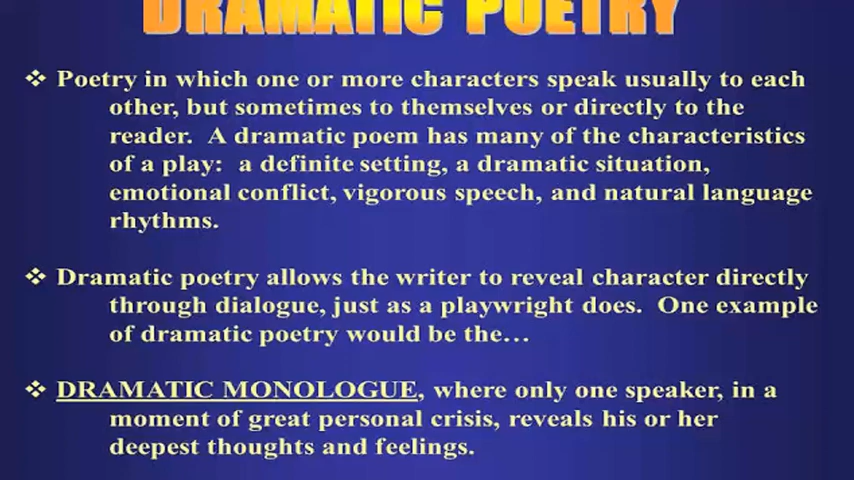 DRAMATIC POETRY
❖ Poetry in which one or more characters speak usually to each
other, but sometimes to themselves or directly to the
reader. A dramatic poem has many of the characteristics
of a play: a definite setting, a dramatic situation,
emotional conflict, vigorous speech, and natural language
rhythms.
❖ Dramatic poetry allows the writer to reveal character directly
through dialogue, just as a playwright does. One example
of dramatic poetry would be the…
❖ DRAMATIC MONOLOGUE, where only one speaker, in a
moment of great personal crisis, reveals his or her
deepest thoughts and feelings.